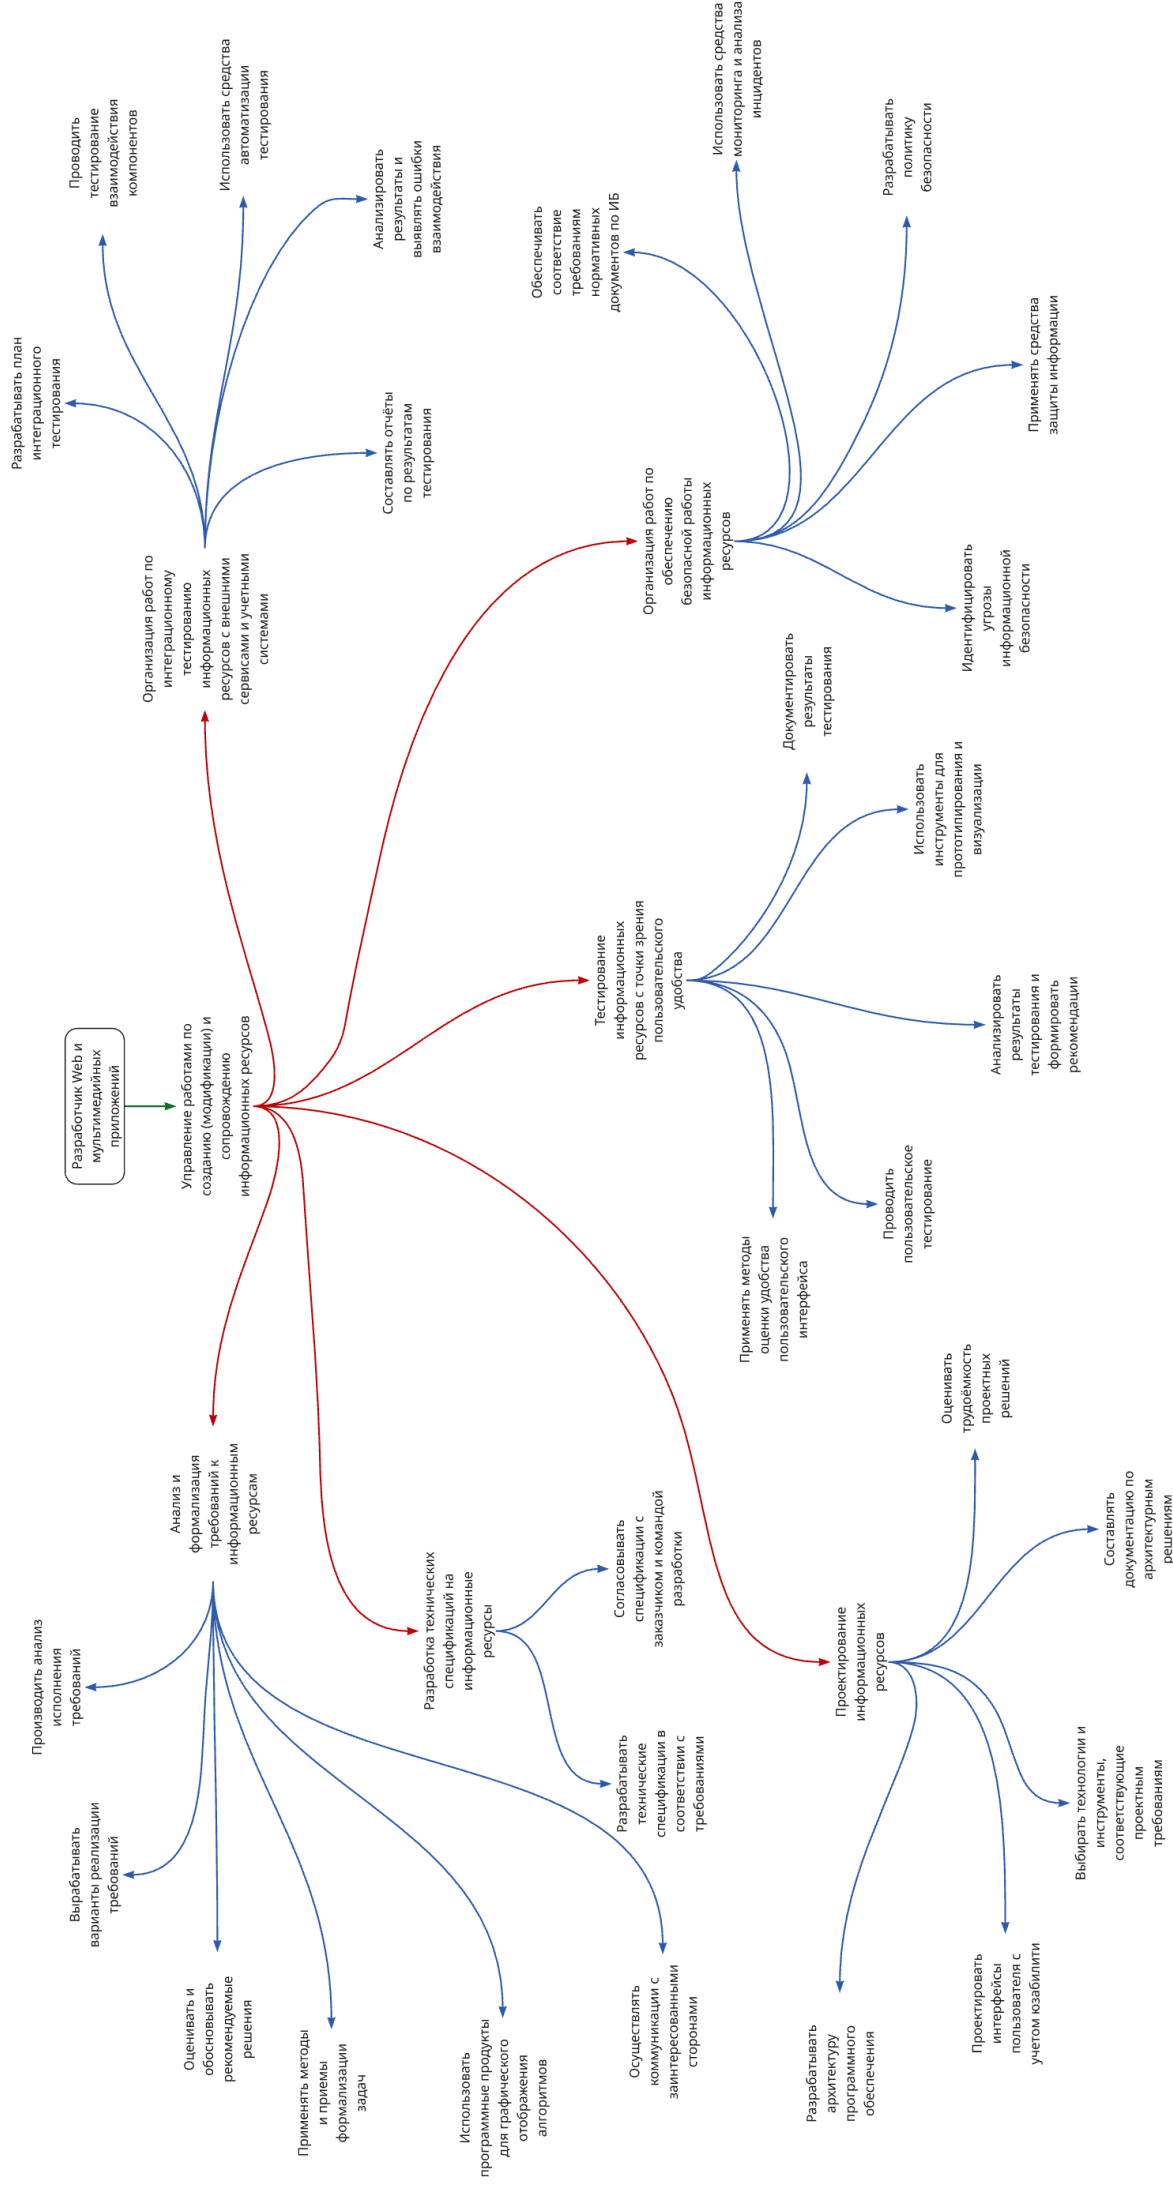 Разработчик Web и
мультимедийных
приложений
Управление работами по
созданию (модификации) и
сопровождению
информационных ресурсов
Анализ и
формализация
требований к
информационным
ресурсам
Производить анализ
исполнения
требований
Вырабатывать
варианты реализации
требований
Оценивать и
обосновывать
рекомендуемые
решения
Применять методы
и приемы
формализации
задач
Использовать
программные продукты
для графического
отображения
алгоритмов
Осуществлять
коммуникации с
заинтересованными
сторонами
Разработка технических
спецификаций на
информационные
ресурсы
Разрабатывать
технические
спецификации в
соответствии с
требованиями
Согласовывать
спецификации с
заказчиком и командой
разработки
Проектирование
информационных
ресурсов
Разрабатывать
архитектуру
программного
обеспечения
Проектировать
интерфейсы
пользователя с
учетом юзабилити
Выбирать технологии и
инструменты,
соответствующие
проектным
требованиям
Составлять
документацию по
архитектурным
решениям
Оценивать
трудоёмкость
проектных
решений
Тестирование
информационных
ресурсов с точки зрения
пользовательского
удобства
Применять методы
оценки удобства
пользовательского
интерфейса
Проводить
пользовательское
тестирование
Анализировать
результаты
тестирования и
формировать
рекомендации
Использовать
инструменты для
прототипирования и
визуализации
Документировать
результаты
тестирования
Организация работ по
обеспечению
безопасной работы
информационных
ресурсов
Идентифицировать
угрозы
информационной
безопасности
Применять средства
защиты информации
Разрабатывать
политику
безопасности
Использовать средства
мониторинга и анализа
инцидентов
Обеспечивать
соответствие
требованиям
нормативных
документов по ИБ
Организация работ по
интеграционному
тестированию
информационных
ресурсов с внешними
сервисами и учетными
системами
Разрабатывать план
интеграционного
тестирования
Проводить
тестирование
взаимодействия
компонентов
Использовать средства
автоматизации
тестирования
Анализировать
результаты и
выявлять ошибки
взаимодействия
Составлять отчёты
по результатам
тестирования